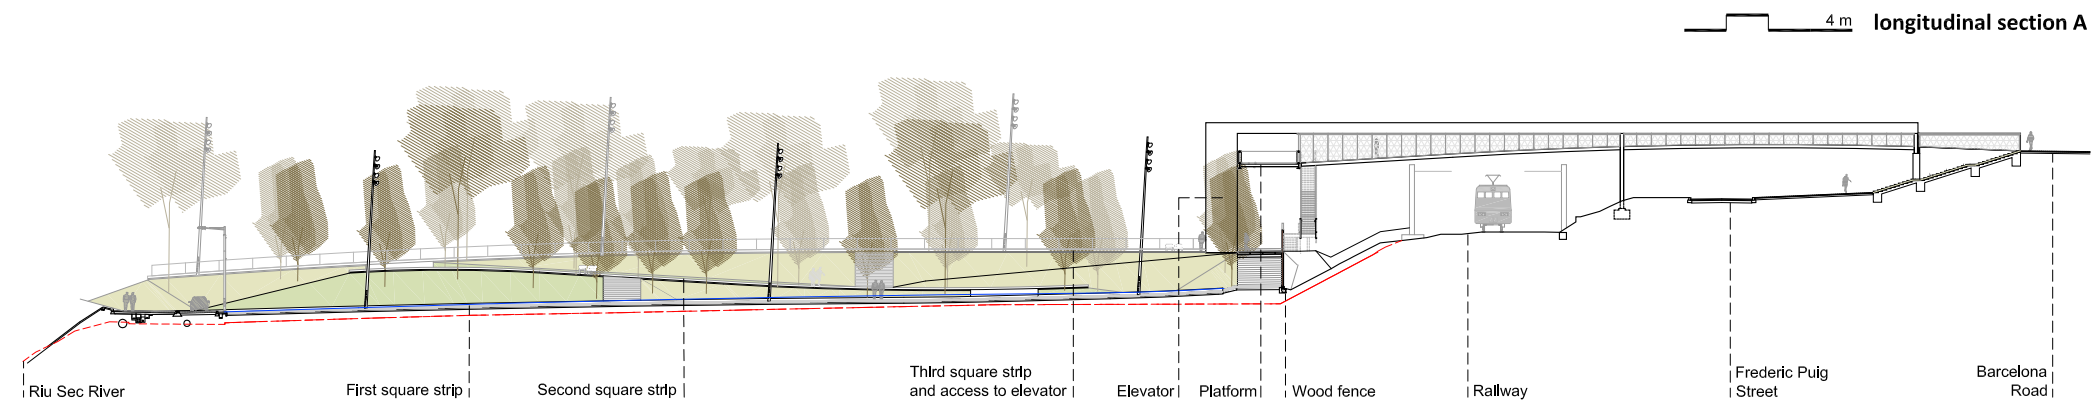 4 m
longitudinal section A
Riu Sec River
First square strip
Second square strip
Third square strip
and access to elevator
Elevator
Platform
Wood fence
Railway
Frederic Puig
Street
Barcelona
Road